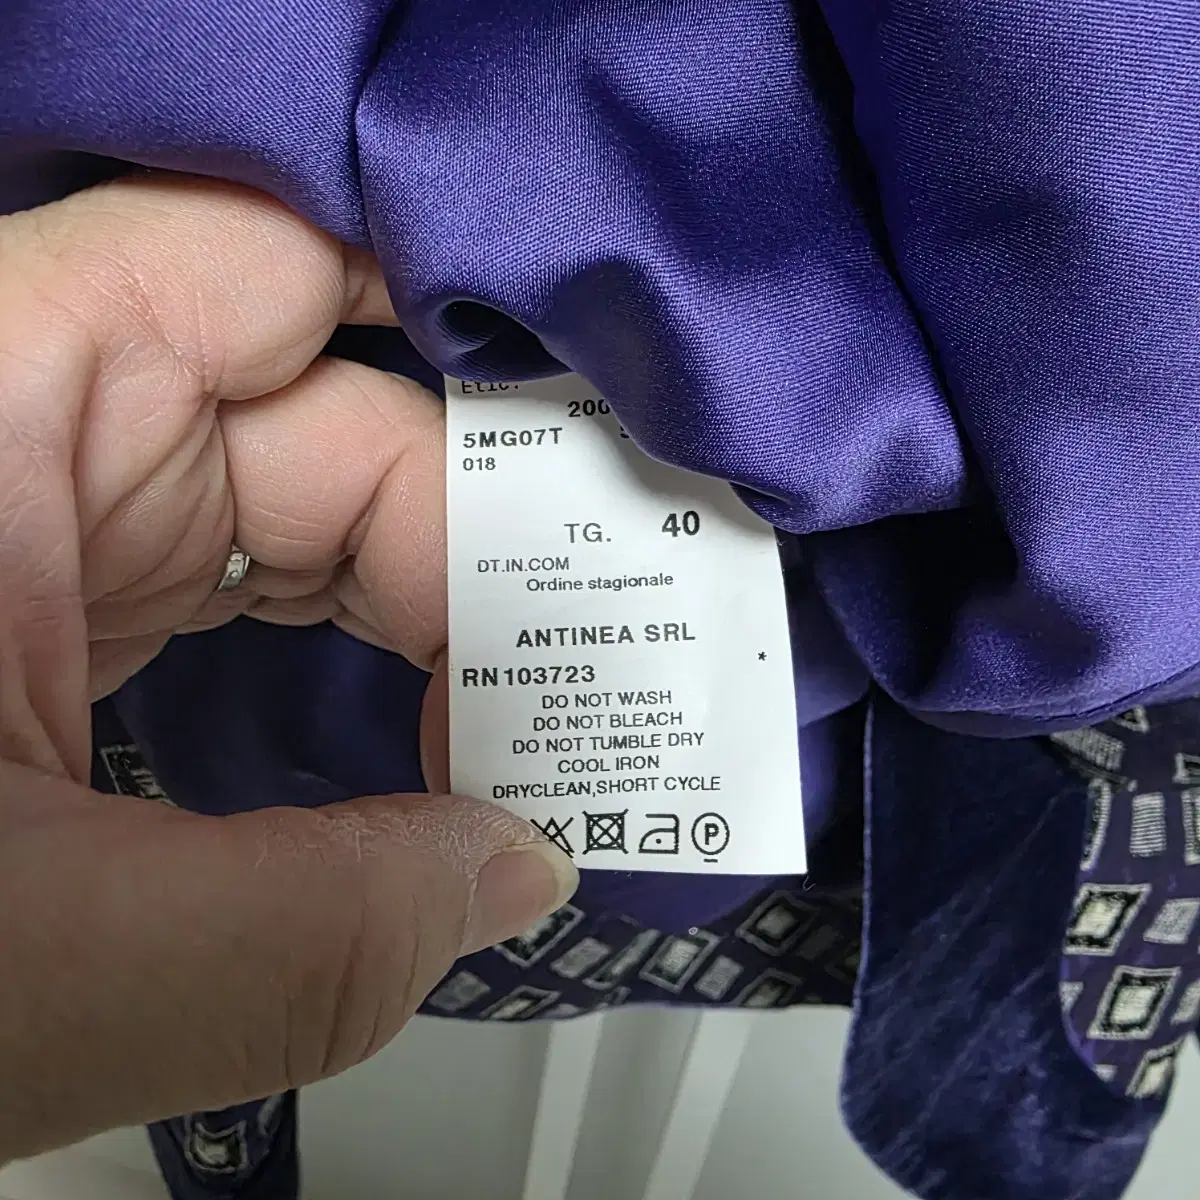 Etic.
200
5MG07T
018
TG. 40
DT.IN.COM
Ordine stagionale
ANTINEA SRL
*
RN103723
DO NOT WASH
DO NOT BLEACH
DO NOT TUMBLE DRY
COOL IRON
DRYCLEAN,SHORT CYCLE
P